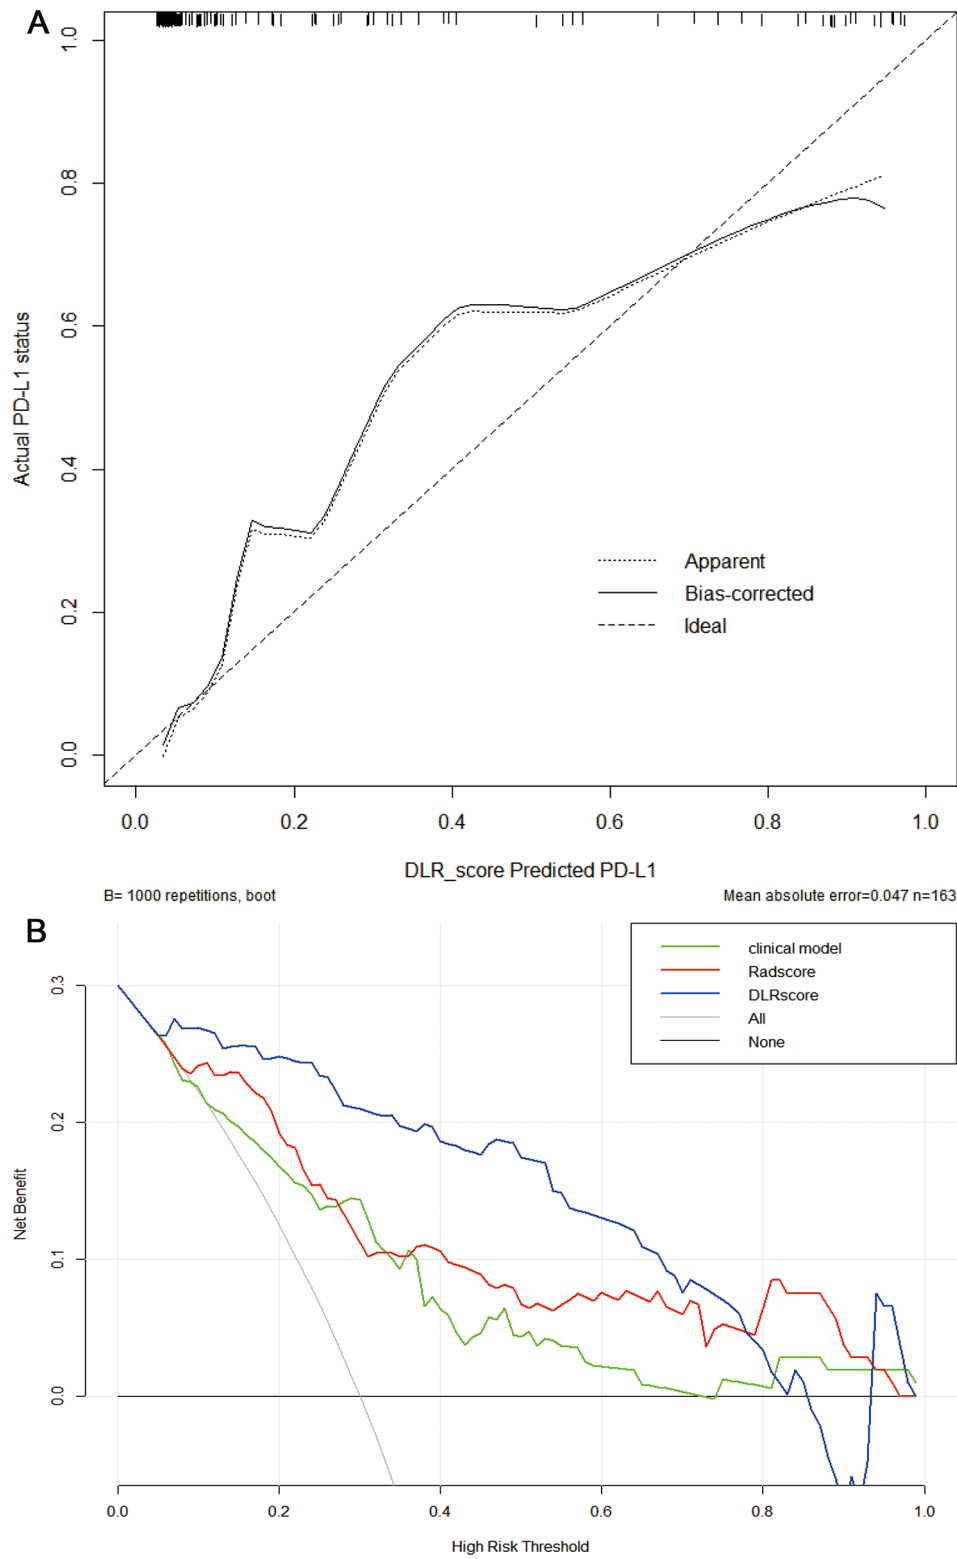 A
1.0
0.8
0.6
0.4
0.2
0.0
Actual PD-L1 status
Apparent
Bias-corrected
Ideal
0.0 0.2 0.4 0.6 0.8 1.0
DLR_score Predicted PD-L1
B= 1000 repetitions, boot
Mean absolute error=0.047 n=163
B
clinical model
Radscore
DLRscore
All
None
0.3
0.2
0.1
0.0
Net Benefit
0.0 0.2 0.4 0.6 0.8 1.0
High Risk Threshold